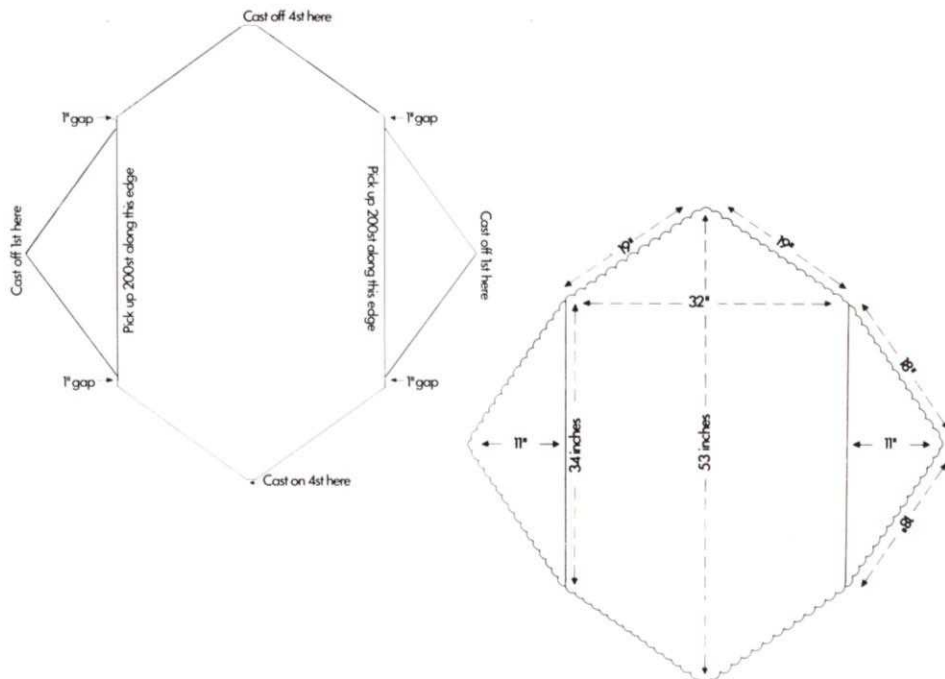 Cast off 4st here
1" gap
1" gap
Cast off 1st here
Pick up 200st along this edge
Pick up 200st along this edge
Cast off 1st here
1" gap
1" gap
Cast on 4st here
19"
19"
32"
18"
11"
34 inches
53 inches
11"
18"